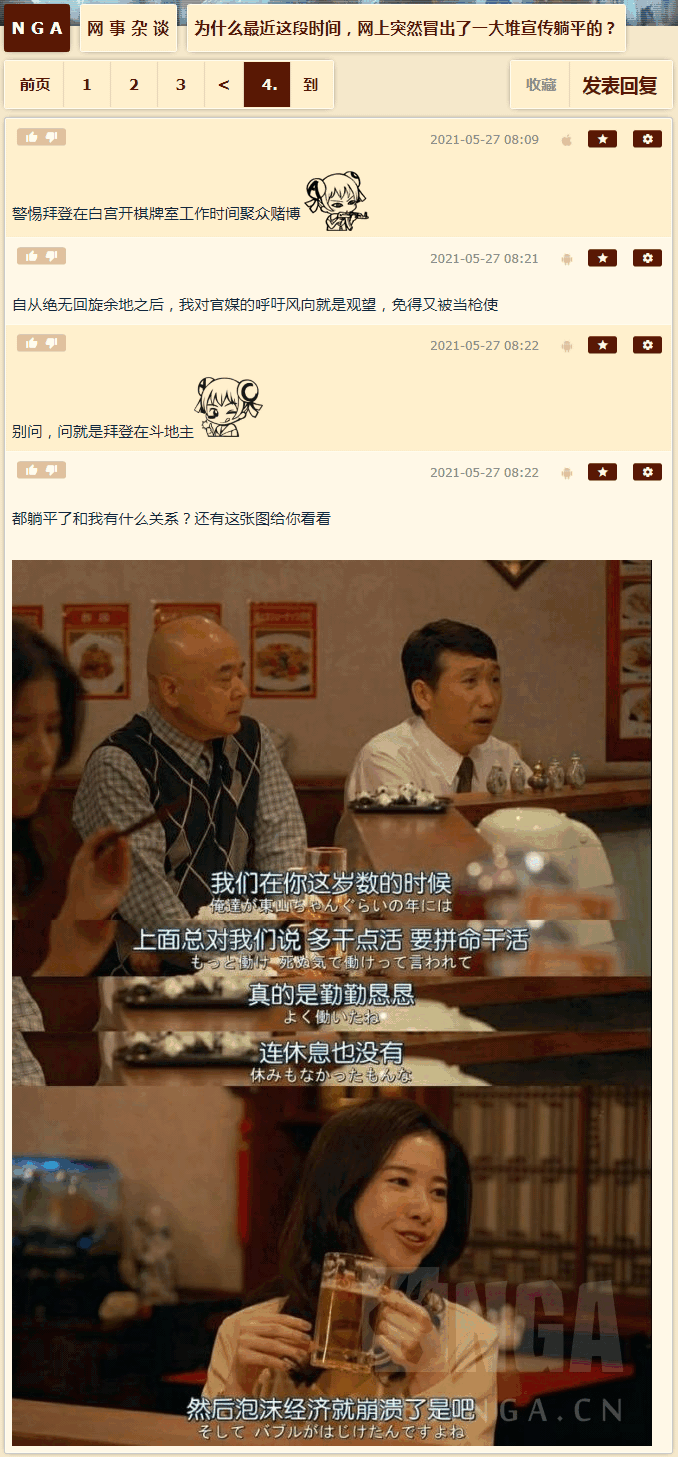 NGA 网事杂谈 为什么最近这段时间，网上突然冒出了一大堆宣传躺平的？
前页 1 2 3 < 4. 到 收藏 发表回复
2021-05-27 08:09
警惕拜登在白宫开棋牌室工作时间聚众赌博
2021-05-27 08:21
自从绝无回旋余地之后，我对官媒的呼吁风向就是观望，免得又被当枪使
2021-05-27 08:22
别问，问就是拜登在斗地主
2021-05-27 08:22
都躺平了和我有什么关系？还有这张图给你看看
我们在你这岁数的时候
俺達が東山ちゃんぐらいの年には
上面总对我们说 多干点活 要拼命干活
もっと働け 死ぬ気で働けって言われて
真的是勤勤恳恳
よく働いたね
连休息也没有
休みもなかったもんな
NGA
然后泡沫经济就崩溃了是吧
NGA.CN
そして バブルがはじけたんですよね